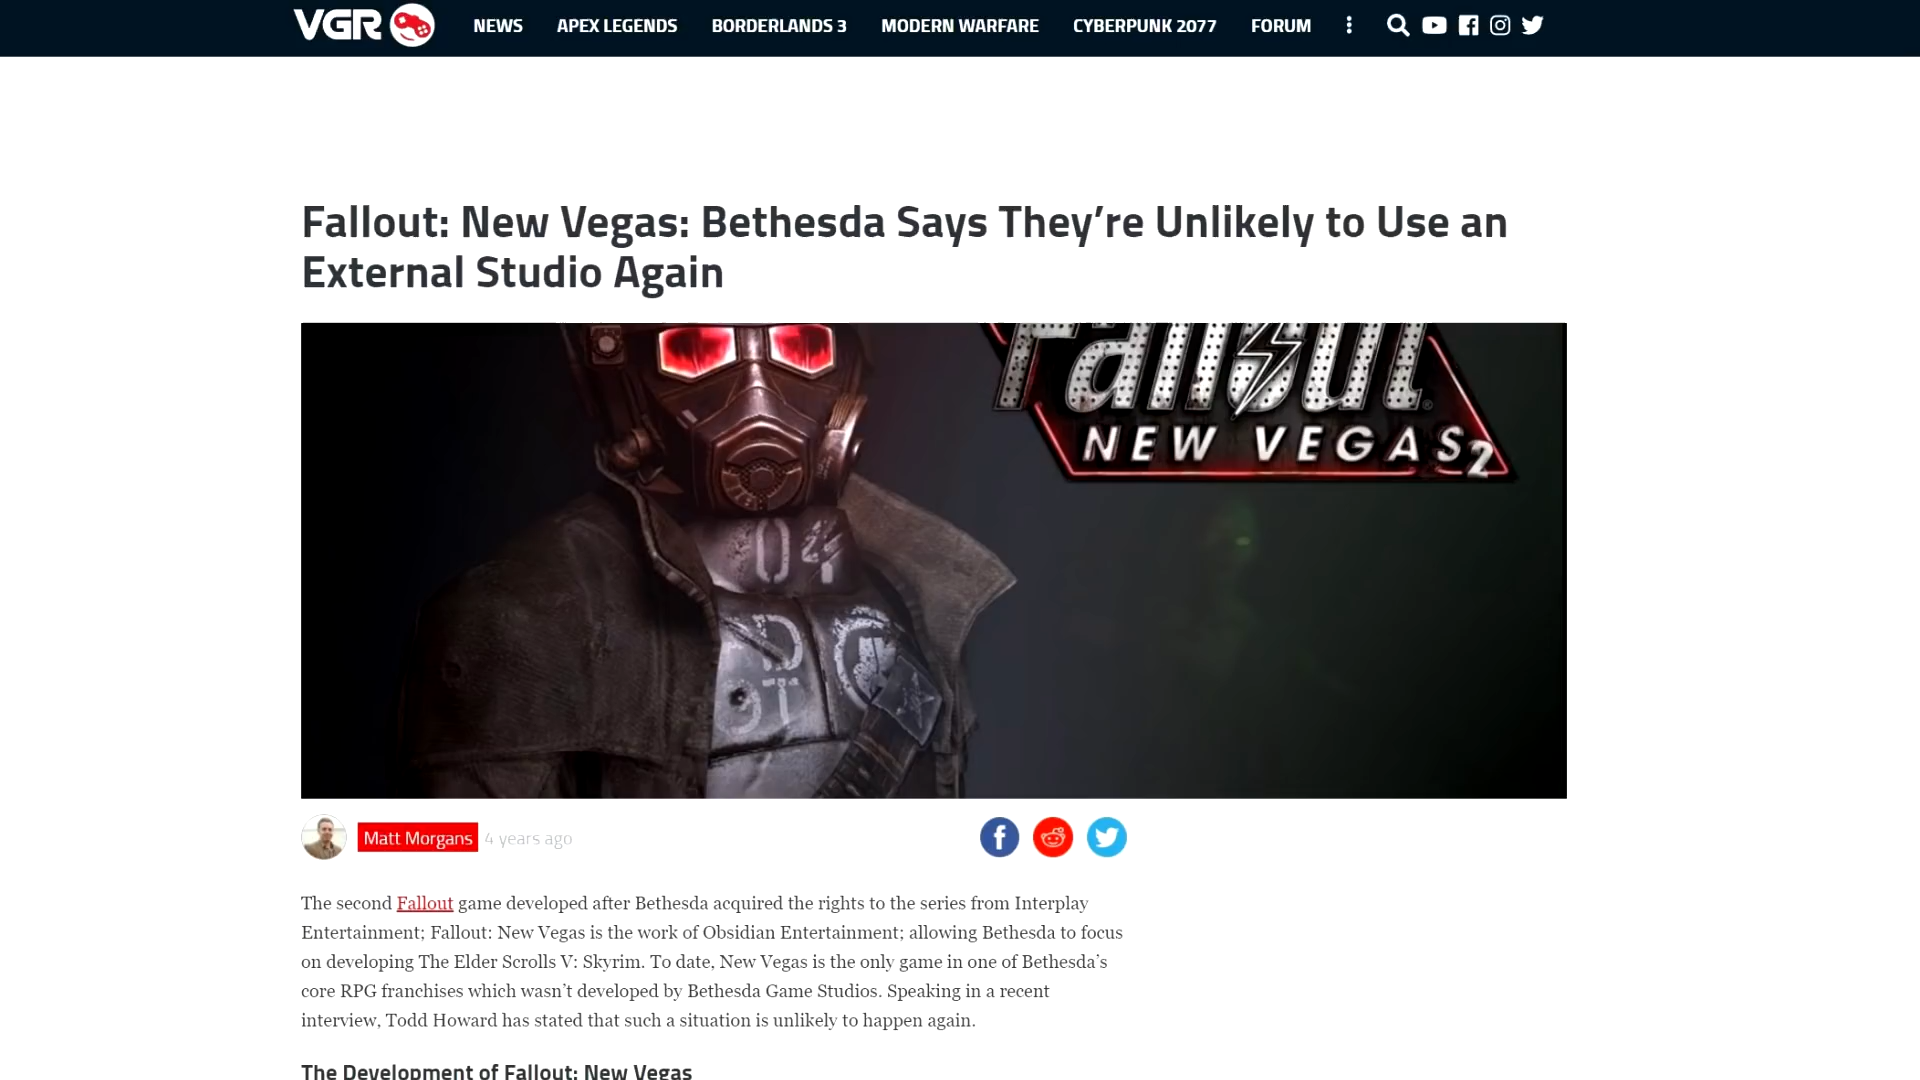 VGR
NEWS APEX LEGENDS BORDERLANDS 3 MODERN WARFARE CYBERPUNK 2077 FORUM
Fallout: New Vegas: Bethesda Says They’re Unlikely to Use an
External Studio Again
Fallout
NEW VEGAS 2
04
Matt Morgans 4 years ago
The second Fallout game developed after Bethesda acquired the rights to the series from Interplay
Entertainment; Fallout: New Vegas is the work of Obsidian Entertainment; allowing Bethesda to focus
on developing The Elder Scrolls V: Skyrim. To date, New Vegas is the only game in one of Bethesda’s
core RPG franchises which wasn’t developed by Bethesda Game Studios. Speaking in a recent
interview, Todd Howard has stated that such a situation is unlikely to happen again.
The Development of Fallout: New Vegas